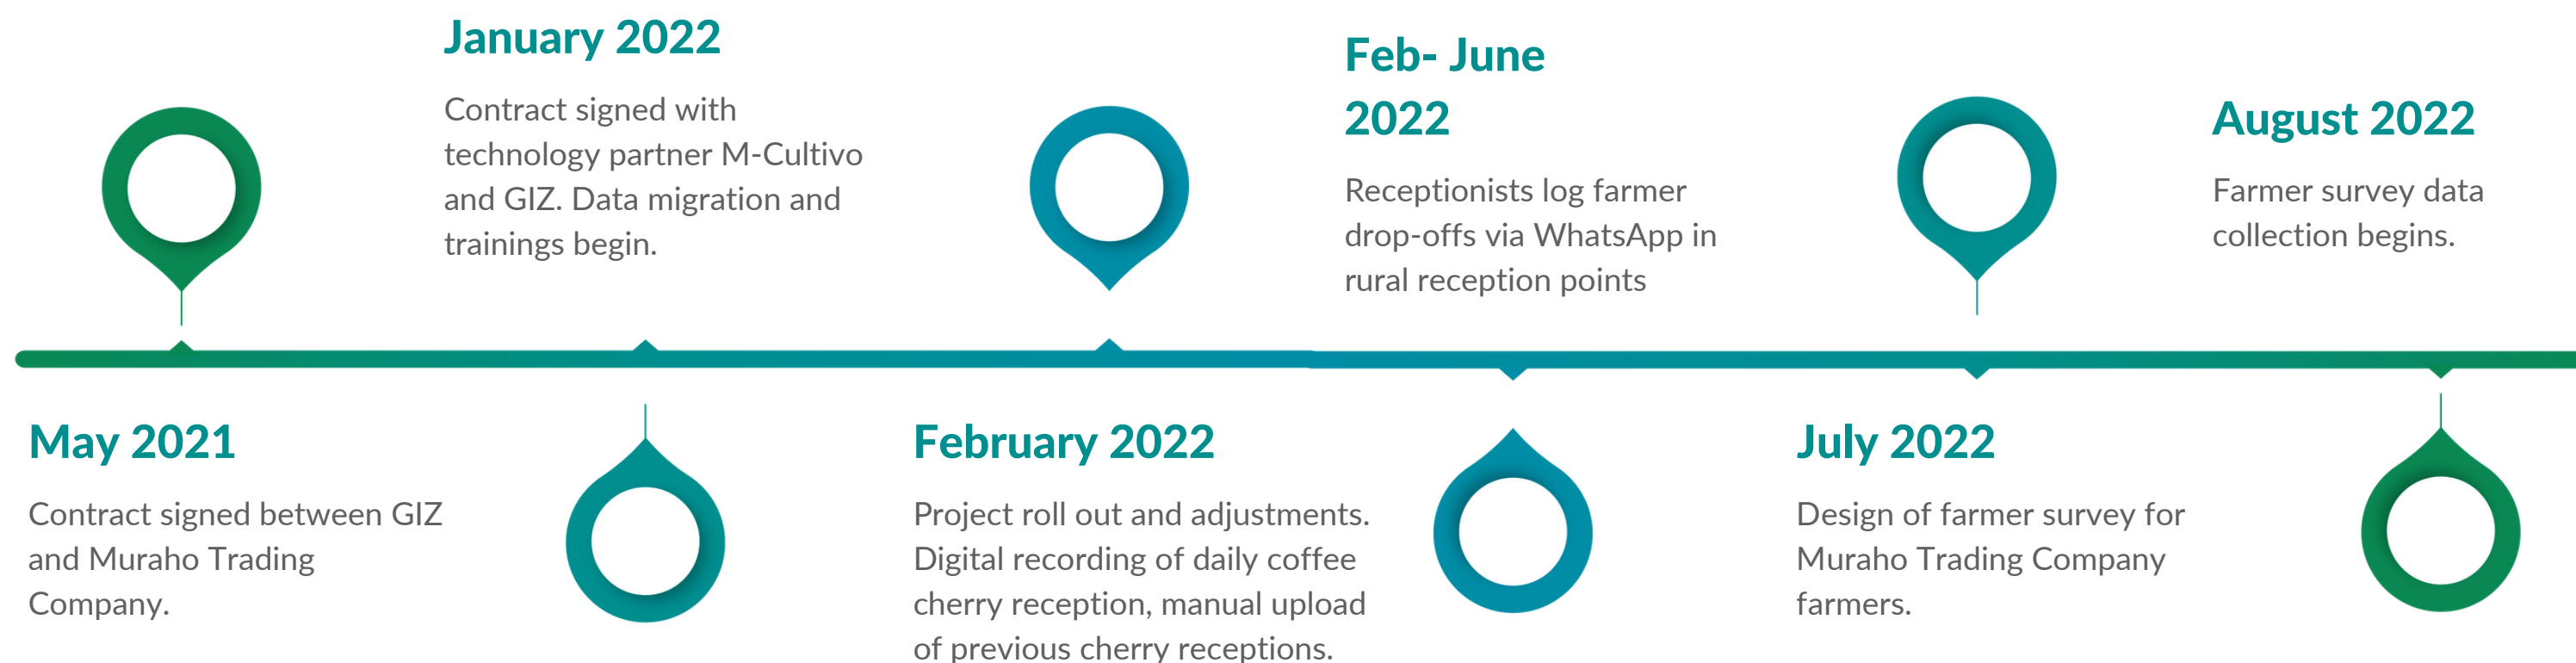 May 2021
Contract signed between GIZ
and Muraho Trading
Company.
January 2022
Contract signed with
technology partner M-Cultivo
and GIZ. Data migration and
trainings begin.
February 2022
Project roll out and adjustments.
Digital recording of daily coffee
cherry reception, manual upload
of previous cherry receptions.
Feb- June
2022
Receptionists log farmer
drop-offs via WhatsApp in
rural reception points
July 2022
Design of farmer survey for
Muraho Trading Company
farmers.
August 2022
Farmer survey data
collection begins.